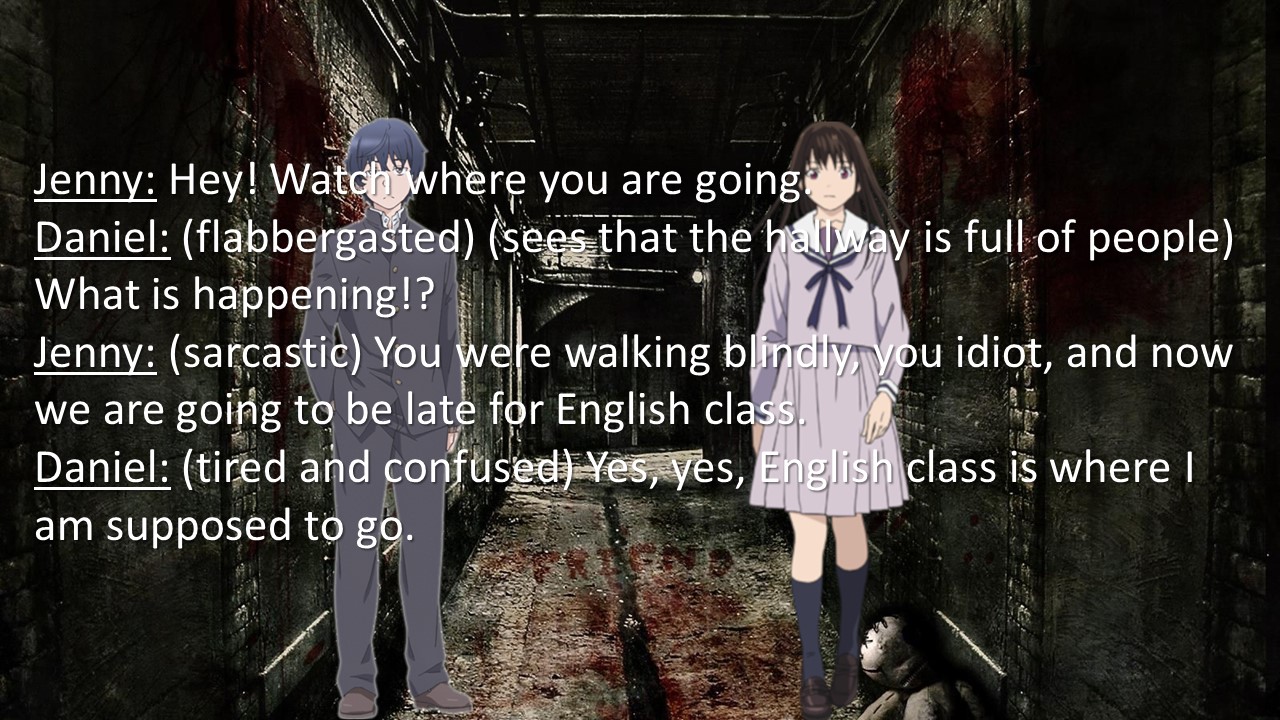 Jenny: Hey! Watch where you are going.
Daniel: (flabbergasted) (sees that the hallway is full of people)
What is happening!?
Jenny: (sarcastic) You were walking blindly, you idiot, and now
we are going to be late for English class.
Daniel: (tired and confused) Yes, yes, English class is where I
am supposed to go.
FRIEND